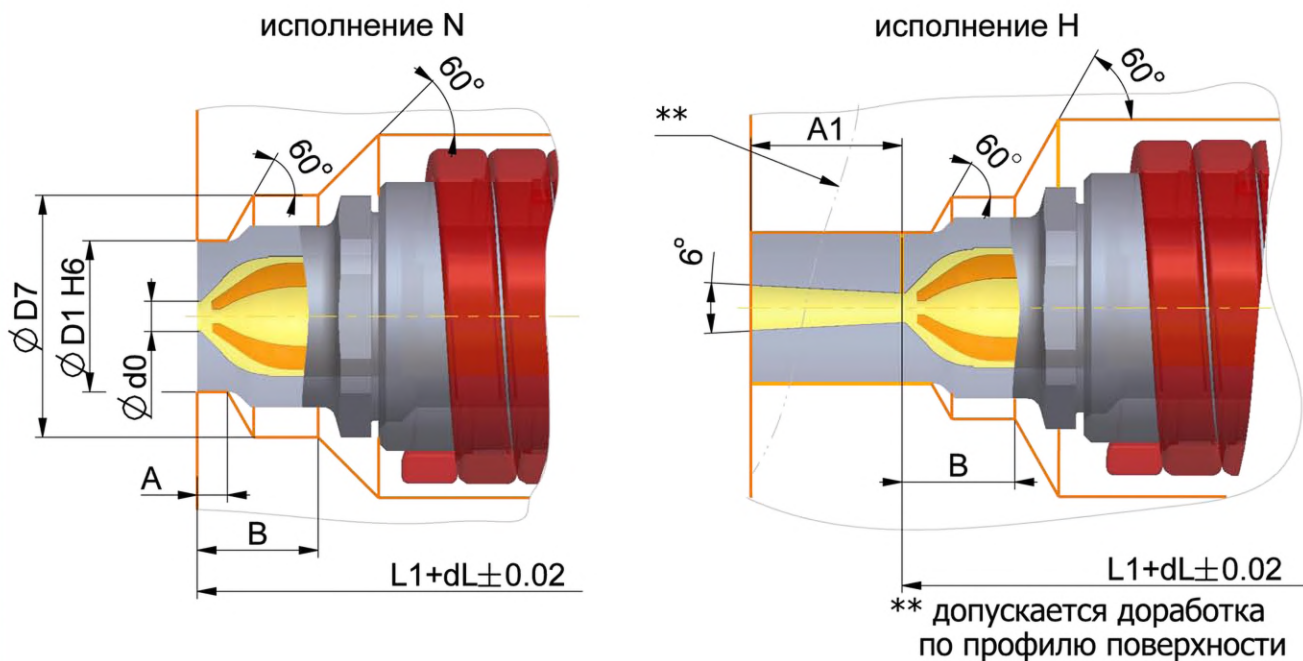 исполнение N
60°
60°
Ø D7
Ø D1 H6
Ø d0
A
B
L1+dL±0.02
исполнение H
60°
**
A1
60°
6°
B
L1+dL±0.02
** допускается доработка
по профилю поверхности